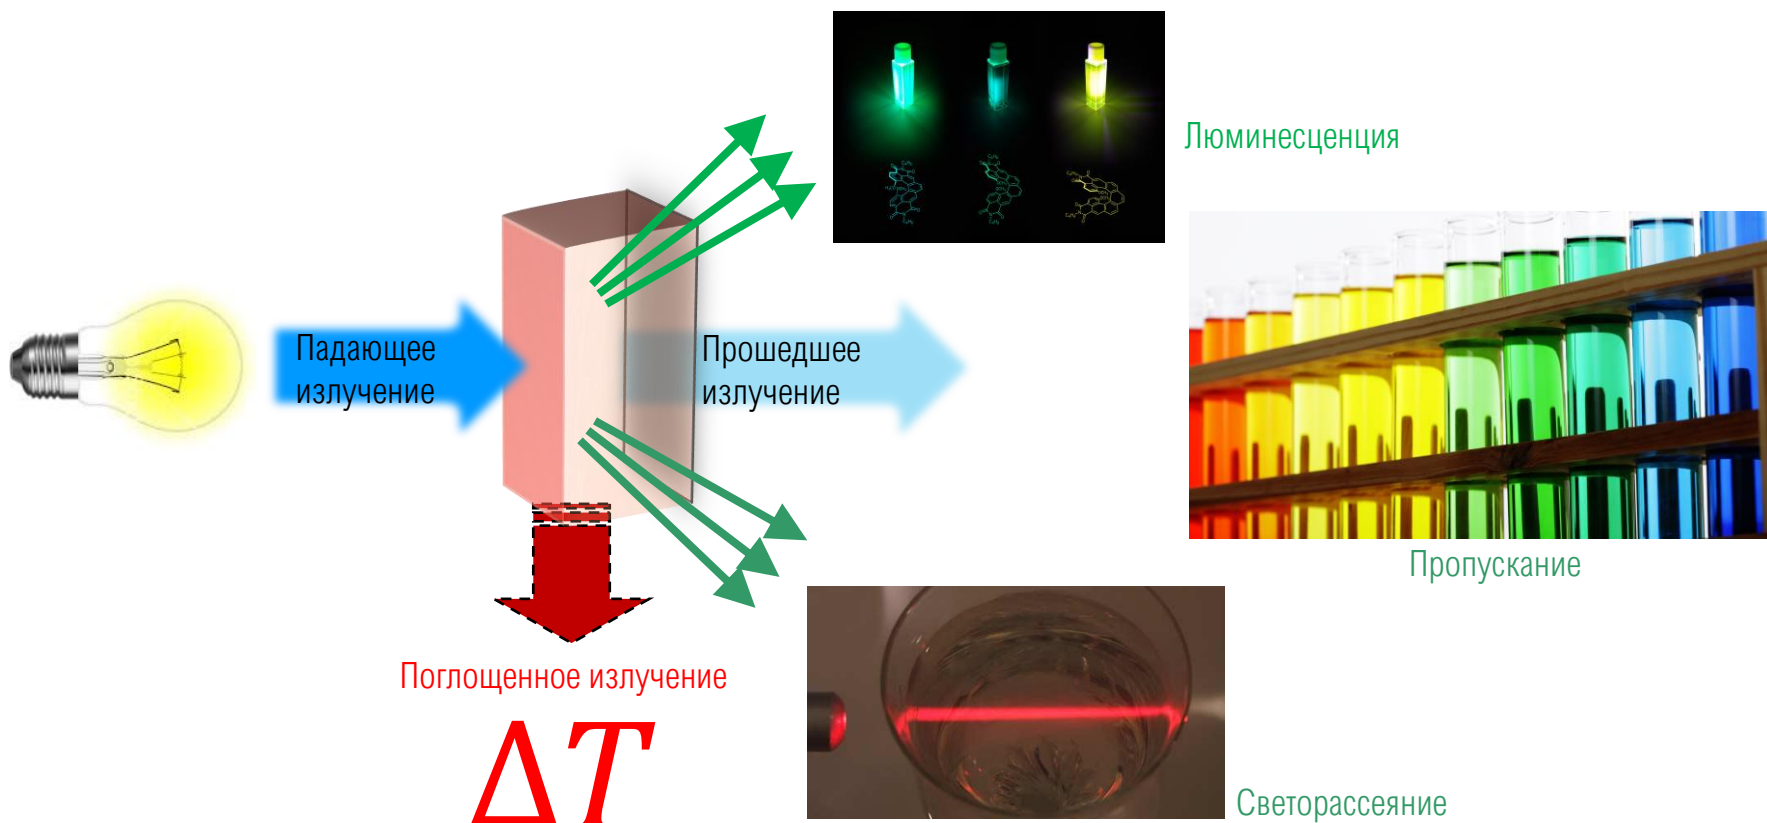 Люминесценция
Падающее
излучение
Прошедшее
излучение
Пропускание
Поглощенное излучение
ΔT
Светорассеяние